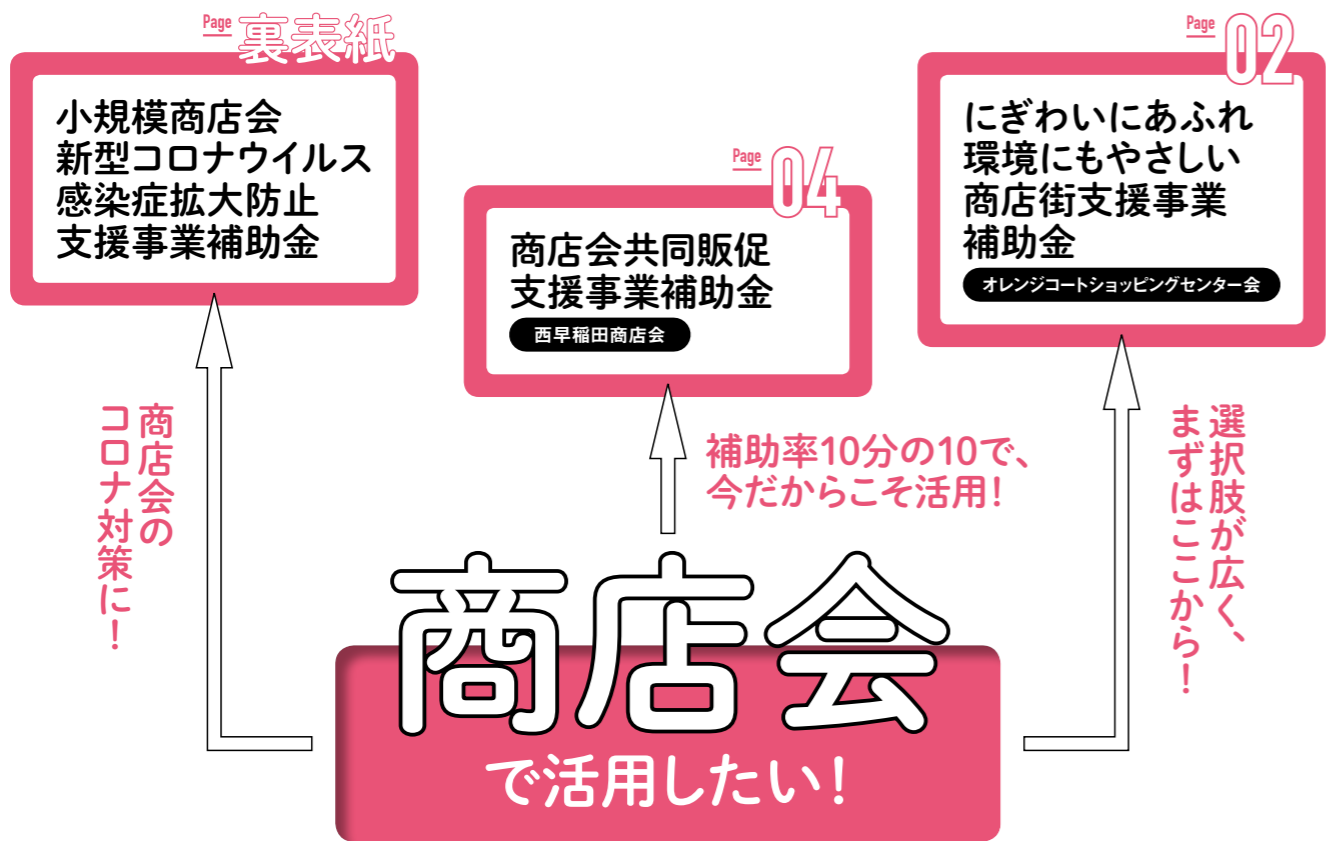 Page 裏表紙
小規模商店会
新型コロナウイルス
感染症拡大防止
支援事業補助金
商店会の
コロナ対策に！
Page 04
商店会共同販促
支援事業補助金
西早稲田商店会
補助率10分の10で、
今だからこそ活用！
Page 02
にぎわいにあふれ
環境にもやさしい
商店街支援事業
補助金
オレンジコートショッピングセンター会
選択肢が広く、
まずはここから！
商店会
で活用したい！